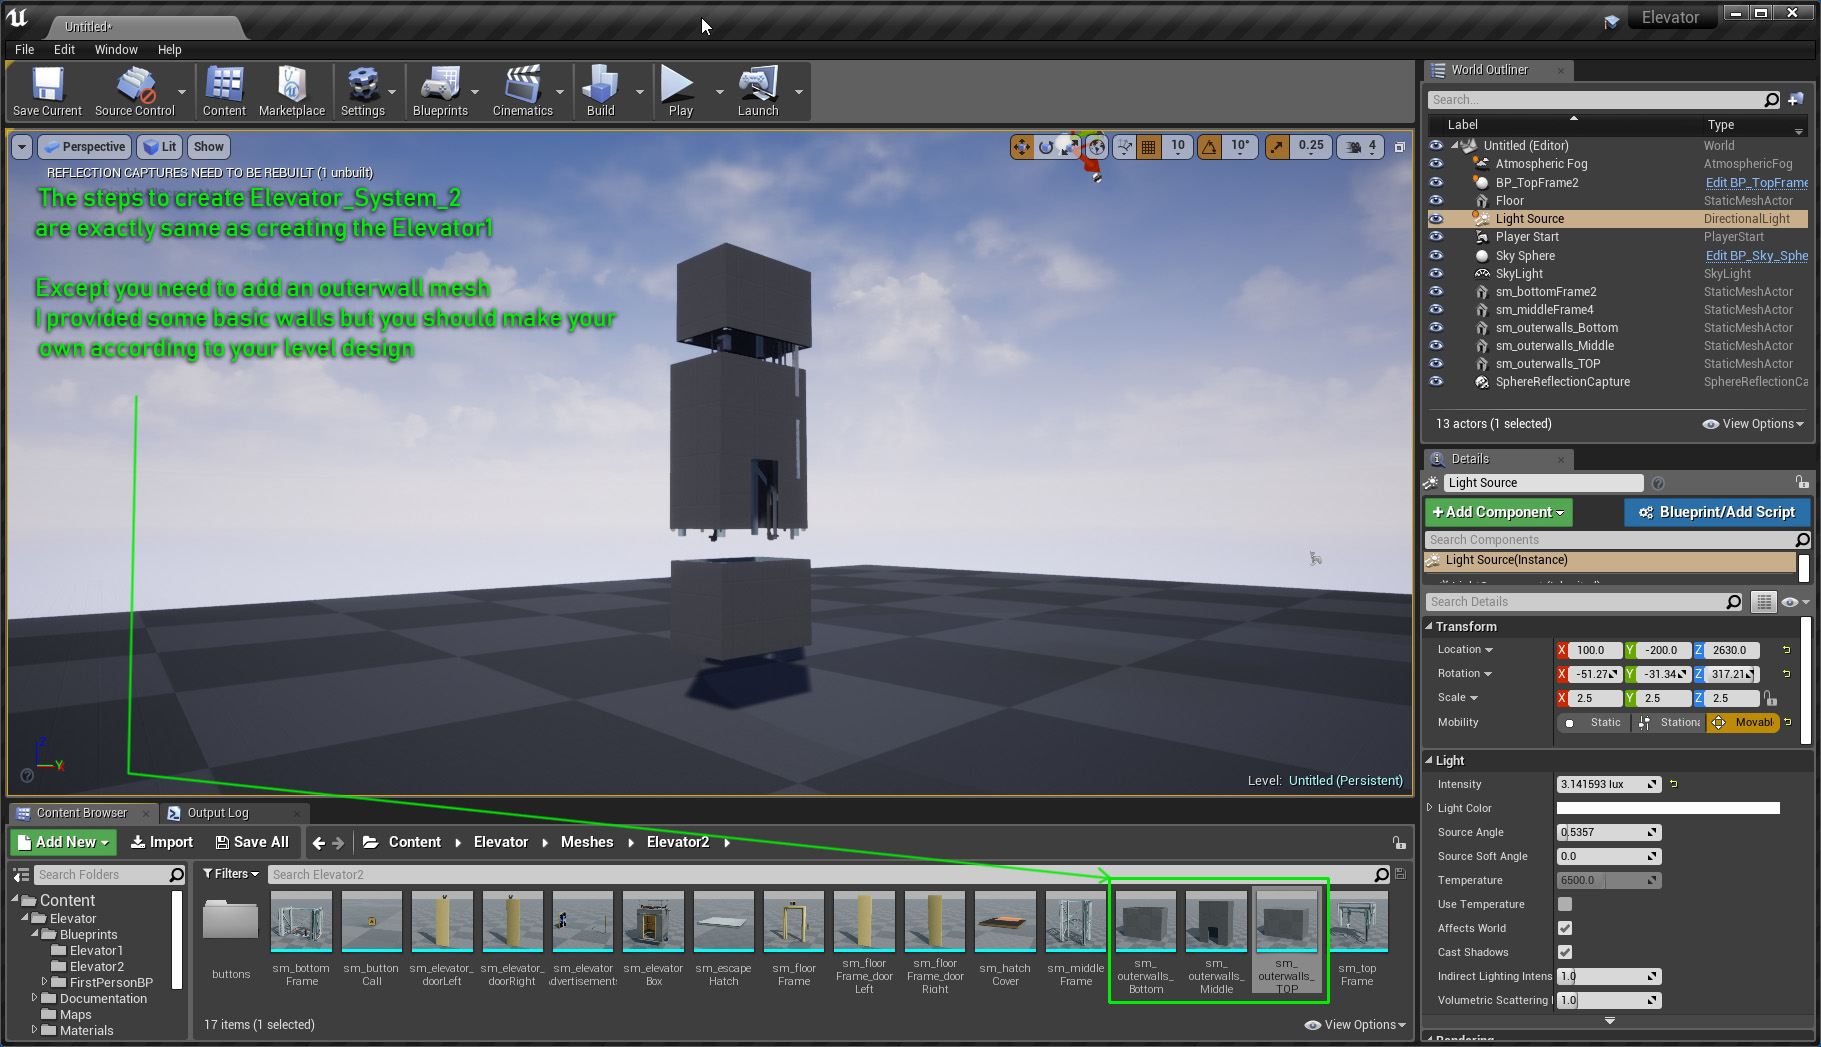 Untitled*
Elevator
File Edit Window Help
Save Current Source Control Content Marketplace Settings Blueprints Cinematics Build Play Launch
Perspective Lit Show
10 10° 0.25 4
REFLECTION CAPTURES NEED TO BE REBUILT (1 unbuilt)
The steps to create Elevator_System_2
are exactly same as creating the Elevator1
Except you need to add an outerwall mesh
I provided some basic walls but you should make your
own according to your level design
Z
Y
Level: Untitled (Persistent)
World Outliner
Search...
Label Type
Untitled (Editor) World
Atmospheric Fog AtmosphericFog
BP_TopFrame2 Edit BP_TopFrame
Floor StaticMeshActor
Light Source DirectionalLight
Player Start PlayerStart
Sky Sphere Edit BP_Sky_Sphe
SkyLight SkyLight
sm_bottomFrame2 StaticMeshActor
sm_middleFrame4 StaticMeshActor
sm_outerwalls_Bottom StaticMeshActor
sm_outerwalls_Middle StaticMeshActor
sm_outerwalls_TOP StaticMeshActor
SphereReflectionCapture SphereReflectionCa
13 actors (1 selected) View Options
Details
Light Source
+Add Component Blueprint/Add Script
Search Components
Light Source(Instance)
Search Details
Transform
Location X 100.0 Y -200.0 Z 2630.0
Rotation X -51.27 Y -31.34 Z 317.21
Scale X 2.5 Y 2.5 Z 2.5
Mobility Static Stationa Movabl
Light
Intensity 3.141593 lux
Light Color
Source Angle 0.5357
Source Soft Angle 0.0
Temperature 6500.0
Use Temperature
Affects World
Cast Shadows
Indirect Lighting Intens 1.0
Volumetric Scattering I 1.0
Rendering
Content Browser Output Log
Add New Import Save All Content Elevator Meshes Elevator2
Search Folders
Filters Search Elevator2
Content
Elevator
Blueprints
Elevator1
Elevator2
FirstPersonBP
Documentation
Maps
Materials
buttons
sm_bottom
Frame
sm_button
Call
sm_elevator_
doorLeft
sm_elevator_
doorRight
sm_elevator
Advertisements
sm_elevator
Box
sm_escape
Hatch
sm_floor
Frame
sm_floor
Frame_door
Left
sm_floor
Frame_door
Right
sm_hatch
Cover
sm_middle
Frame
sm_
outerwalls_
Bottom
sm_
outerwalls_
Middle
sm_
outerwalls_
TOP
sm_top
Frame
17 items (1 selected) View Options